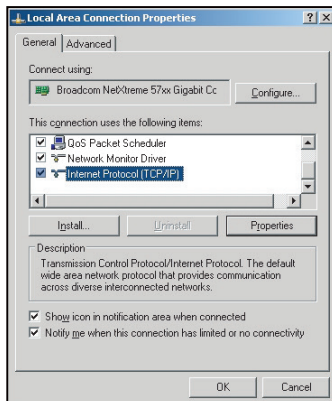 Local Area Connection Properties
General
Advanced
Connect using:
Broadcom NetXtreme 57xx Gigabit Cc
Configure...
This connection uses the following items:
QoS Packet Scheduler
Network Monitor Driver
Internet Protocol (TCP/IP)
Install...
Uninstall
Properties
Description
Transmission Control Protocol/Internet Protocol. The default
wide area network protocol that provides communication
across diverse interconnected networks.
Show icon in notification area when connected
Notify me when this connection has limited or no connectivity
OK
Cancel